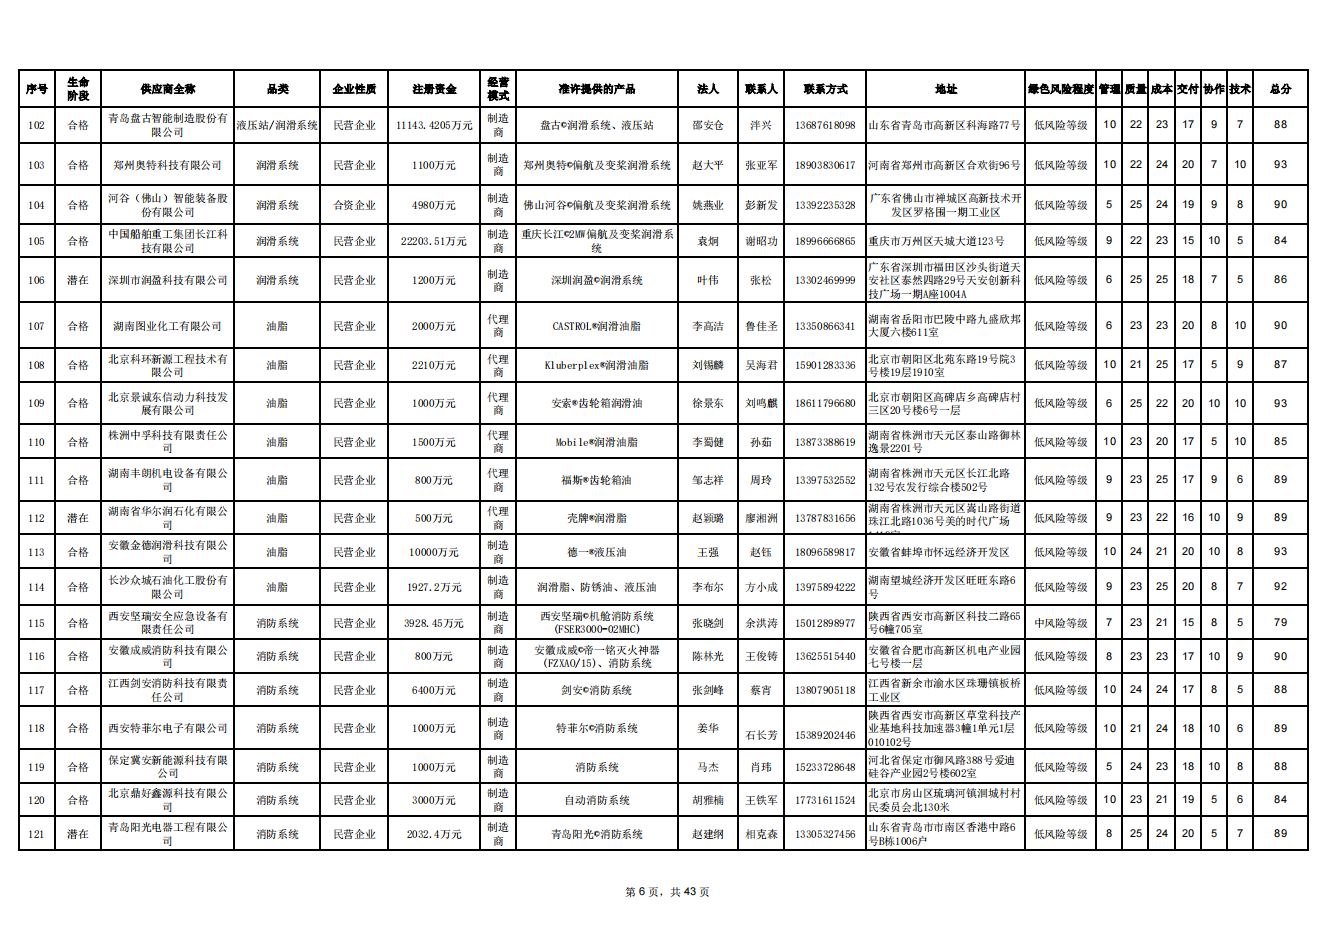 序号 生命阶段 供应商全称 品类 企业性质 注册资金 经营模式 准许提供的产品 法人 联系人 联系方式 地址 绿色风险程度 管理 质量 成本 交付 协作 技术 总分
102 合格 青岛盘古智能制造股份有限公司 液压站/润滑系统 民营企业 11143.4205万元 制造商 盘古©润滑系统、液压站 邵安仓 沣兴 13687618098 山东省青岛市高新区科海路77号 低风险等级 10 22 23 17 9 7 88
103 合格 郑州奥特科技有限公司 润滑系统 民营企业 1100万元 制造商 郑州奥特©偏航及变桨润滑系统 赵大平 张亚军 18903830617 河南省郑州市高新区合欢街96号 低风险等级 10 22 24 20 7 10 93
104 合格 河谷（佛山）智能装备股份有限公司 润滑系统 合资企业 4980万元 制造商 佛山河谷©偏航及变桨润滑系统 姚燕业 彭新发 13392235328 广东省佛山市禅城区高新技术开发区罗格围一期工业区 低风险等级 5 25 24 19 9 8 90
105 合格 中国船舶重工集团长江科技有限公司 润滑系统 民营企业 22203.51万元 制造商 重庆长江©2MW偏航及变桨润滑系统 袁炯 谢昭功 18996666865 重庆市万州区天城大道123号 低风险等级 9 22 23 15 10 5 84
106 潜在 深圳市润盈科技有限公司 润滑系统 民营企业 1200万元 制造商 深圳润盈©润滑系统 叶伟 张松 13302469999 广东省深圳市福田区沙头街道天安社区泰然四路29号天安创新科技广场一期A座1004A 低风险等级 6 25 25 18 7 5 86
107 合格 湖南图业化工有限公司 油脂 民营企业 2000万元 代理商 CASTROL®润滑油脂 李高洁 鲁佳圣 13350866341 湖南省岳阳市巴陵中路九盛欣邦大厦六楼611室 低风险等级 6 23 23 20 8 10 90
108 合格 北京科环新源工程技术有限公司 油脂 民营企业 2210万元 代理商 Kluberplex®润滑油脂 刘锡麟 吴海君 15901283336 北京市朝阳区北苑东路19号院3号楼19层1910室 低风险等级 10 21 25 17 5 9 87
109 合格 北京景诚东信动力科技发展有限公司 油脂 民营企业 1000万元 代理商 安索®齿轮箱润滑油 徐景东 刘鸣麒 18611796680 北京市朝阳区高碑店乡高碑店村三区20号楼6号一层 低风险等级 6 25 22 20 10 10 93
110 合格 株洲中孚科技有限责任公司 油脂 民营企业 1500万元 代理商 Mobile®润滑油脂 李蜀健 孙茹 13873388619 湖南省株洲市天元区泰山路御林逸景2201号 低风险等级 10 23 20 17 5 10 85
111 合格 湖南丰朗机电设备有限公司 油脂 民营企业 800万元 代理商 福斯®齿轮箱油 邹志祥 周玲 13397532552 湖南省株洲市天元区长江北路132号农发行综合楼502号 低风险等级 9 23 25 17 9 6 89
112 潜在 湖南省华尔润石化有限公司 油脂 民营企业 500万元 代理商 壳牌®润滑脂 赵颖璐 廖湘洲 13787831656 湖南省株洲市天元区嵩山路街道珠江北路1036号美的时代广场 低风险等级 9 23 22 16 10 9 89
113 合格 安徽金德润滑科技有限公司 油脂 民营企业 10000万元 制造商 德一®液压油 王强 赵钰 18096589817 安徽省蚌埠市怀远经济开发区 低风险等级 10 24 21 20 10 8 93
114 合格 长沙众城石油化工股份有限公司 油脂 民营企业 1927.2万元 制造商 润滑脂、防锈油、液压油 李布尔 方小成 13975894222 湖南望城经济开发区旺旺东路6号 低风险等级 9 23 25 20 8 7 92
115 合格 西安坚瑞安全应急设备有限责任公司 消防系统 民营企业 3928.45万元 制造商 西安坚瑞©机舱消防系统(FSER3000-02MHC) 张晓剑 余洪涛 15012898977 陕西省西安市高新区科技二路65号6幢705室 中风险等级 7 23 21 15 8 5 79
116 合格 安徽成威消防科技有限公司 消防系统 民营企业 800万元 制造商 安徽成威©帝一铭灭火神器(FZXA0/15)、消防系统 陈林光 王俊铸 13625515440 安徽省合肥市高新区机电产业园七号楼一层 低风险等级 8 23 23 17 10 9 90
117 合格 江西剑安消防科技有限责任公司 消防系统 民营企业 6400万元 制造商 剑安©消防系统 张剑峰 蔡宵 13807905118 江西省新余市渝水区珠珊镇板桥工业区 低风险等级 10 24 24 17 8 5 88
118 合格 西安特菲尔电子有限公司 消防系统 民营企业 1000万元 制造商 特菲尔©消防系统 姜华 石长芳 15389202446 陕西省西安市高新区草堂科技产业基地科技加速器3幢1单元1层010102号 低风险等级 10 21 24 18 10 6 89
119 合格 保定冀安新能源科技有限公司 消防系统 民营企业 1000万元 制造商 消防系统 马杰 肖玮 15233728648 河北省保定市御风路388号爱迪硅谷产业园2号楼602室 低风险等级 5 24 23 18 10 8 88
120 合格 北京鼎好鑫源科技有限公司 消防系统 民营企业 3000万元 制造商 自动消防系统 胡雅楠 王铁军 17731611524 北京市房山区琉璃河镇洄城村村民委员会北130米 低风险等级 10 23 21 19 5 6 84
121 潜在 青岛阳光电器工程有限公司 消防系统 民营企业 2032.4万元 制造商 青岛阳光©消防系统 赵建纲 相克森 13305327456 山东省青岛市市南区香港中路6号B栋1006户 低风险等级 8 25 24 20 5 7 89
第 6 页，共 43 页